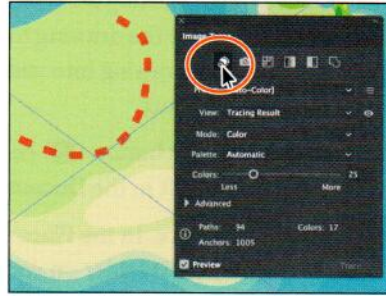 Image Trace
View: Tracing Result
Mode: Color
Palette: Automatic
Colors: 25
Less More
Advanced
Paths: 94 Colors: 17
Anchors: 1005
Preview Trace